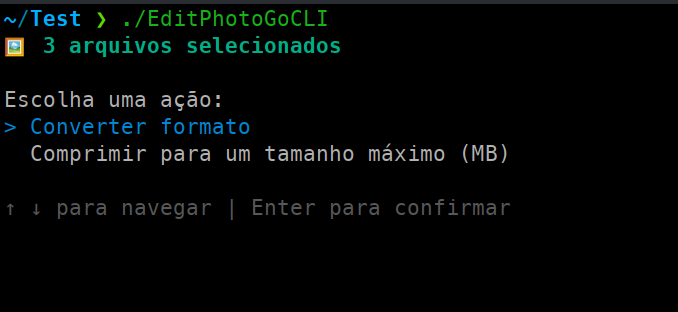 ~/Test ❯ ./EditPhotoGoCLI
🖼️ 3 arquivos selecionados
Escolha uma ação:
> Converter formato
Comprimir para um tamanho máximo (MB)
↑ ↓ para navegar | Enter para confirmar